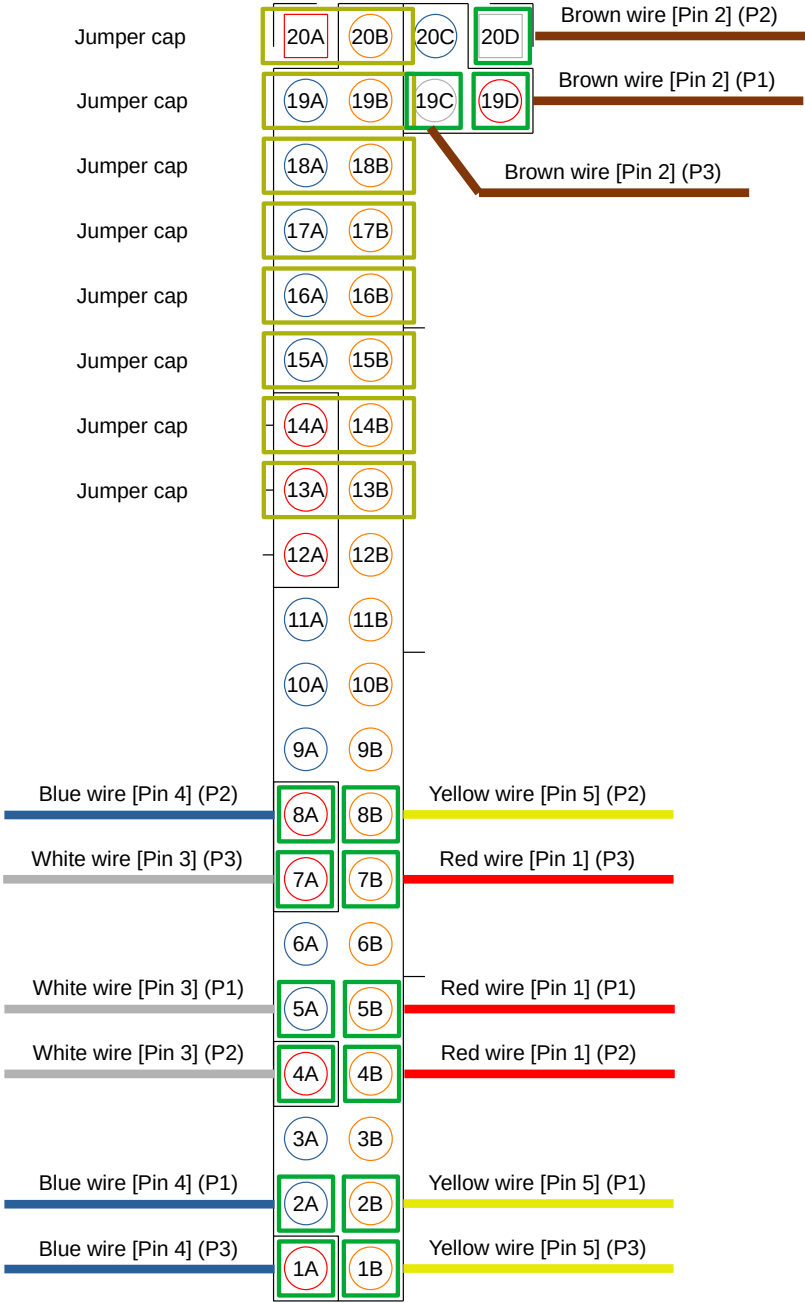 Brown wire [Pin 2] (P2)
Jumper cap 20A 20B 20C 20D
Brown wire [Pin 2] (P1)
Jumper cap 19A 19B 19C 19D
Jumper cap 18A 18B Brown wire [Pin 2] (P3)
Jumper cap 17A 17B
Jumper cap 16A 16B
Jumper cap 15A 15B
Jumper cap 14A 14B
Jumper cap 13A 13B
12A 12B
11A 11B
10A 10B
9A 9B
Blue wire [Pin 4] (P2) 8A 8B Yellow wire [Pin 5] (P2)
White wire [Pin 3] (P3) 7A 7B Red wire [Pin 1] (P3)
6A 6B
White wire [Pin 3] (P1) 5A 5B Red wire [Pin 1] (P1)
White wire [Pin 3] (P2) 4A 4B Red wire [Pin 1] (P2)
3A 3B
Blue wire [Pin 4] (P1) 2A 2B Yellow wire [Pin 5] (P1)
Blue wire [Pin 4] (P3) 1A 1B Yellow wire [Pin 5] (P3)